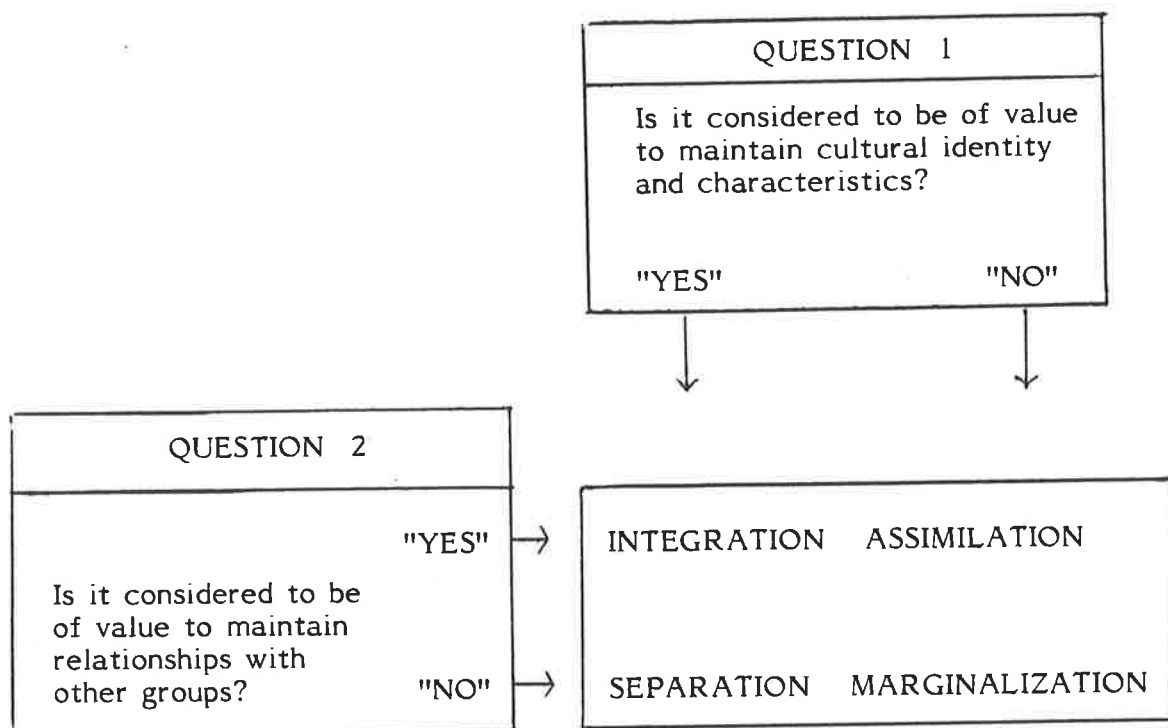 QUESTION 1
Is it considered to be of value
to maintain cultural identity
and characteristics?
"YES" "NO"
QUESTION 2
"YES"
Is it considered to be
of value to maintain
relationships with
other groups?
"NO"
INTEGRATION ASSIMILATION
SEPARATION MARGINALIZATION